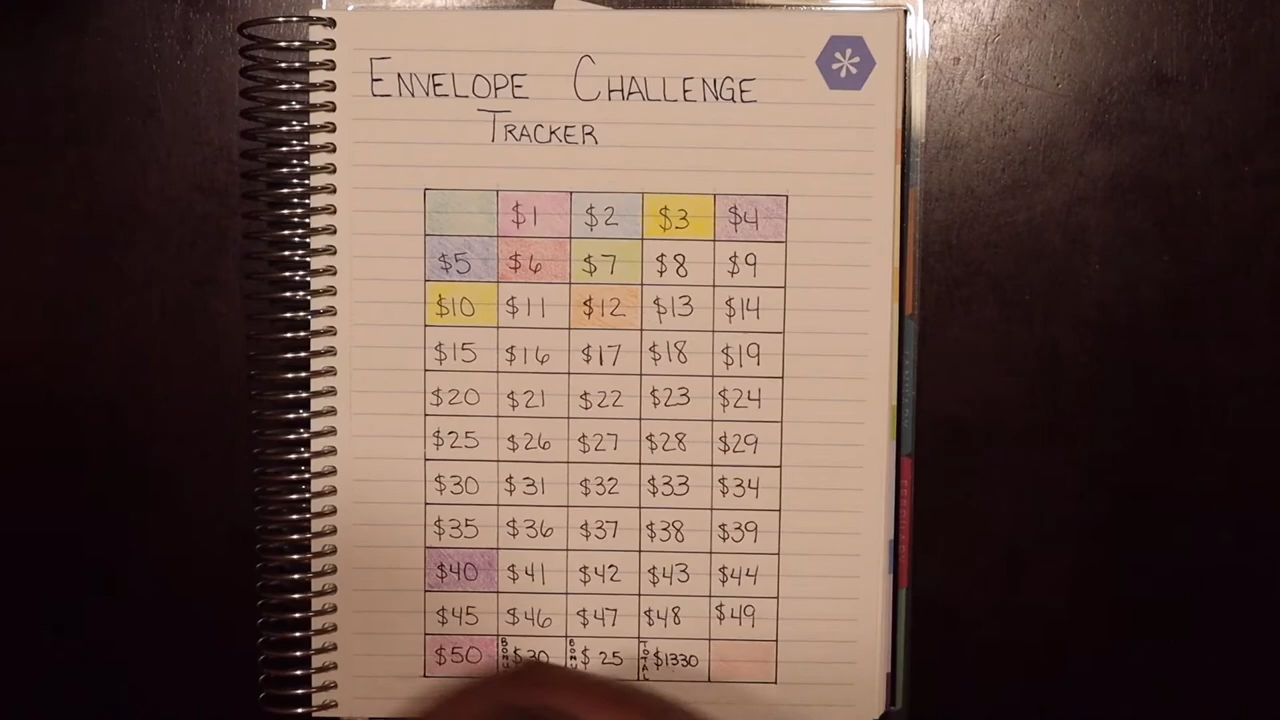 ENVELOPE CHALLENGE
TRACKER
$1 $2 $3 $4
$5 $6 $7 $8 $9
$10 $11 $12 $13 $14
$15 $16 $17 $18 $19
$20 $21 $22 $23 $24
$25 $26 $27 $28 $29
$30 $31 $32 $33 $34
$35 $36 $37 $38 $39
$40 $41 $42 $43 $44
$45 $46 $47 $48 $49
$50 $30 $25 TOTAL $1330